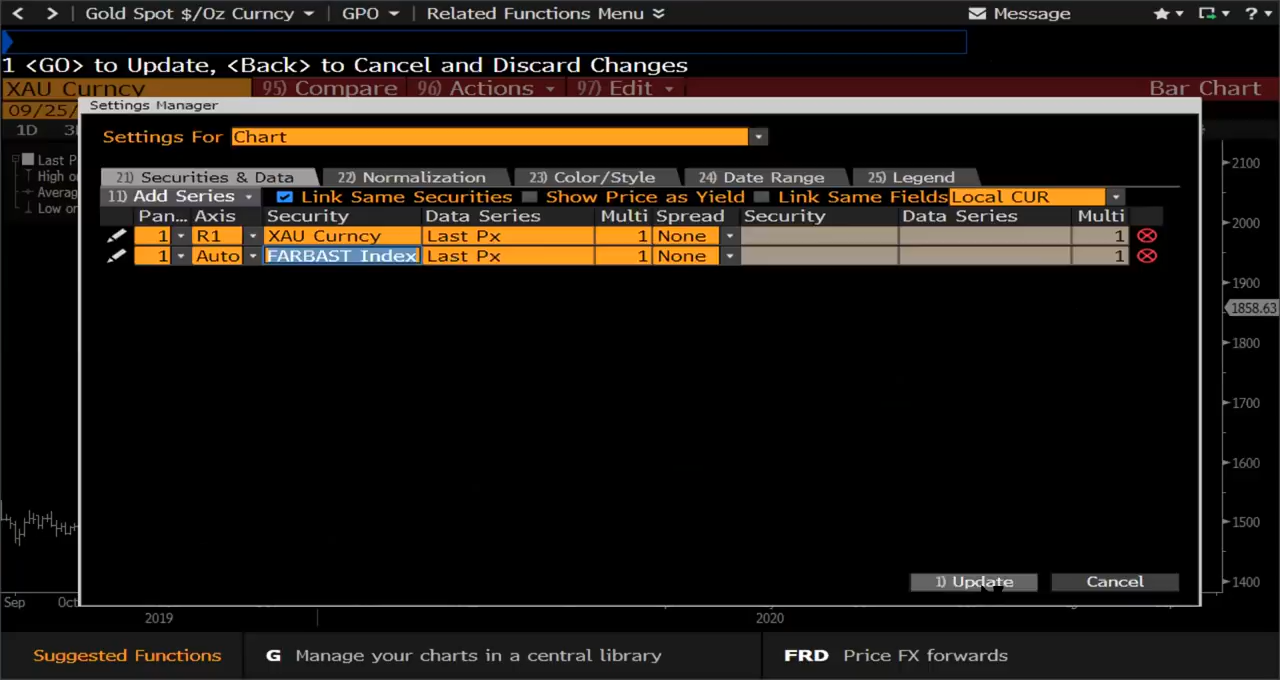 Gold Spot $/Oz Curncy GPO Related Functions Menu Message ?
1 <GO> to Update, <Back> to Cancel and Discard Changes
XAU Curncy 95) Compare 96) Actions 97) Edit Bar Chart
09/25/ Settings Manager
1D
Settings For Chart
Last P
High o
Averag
Low or
21) Securities & Data 22) Normalization 23) Color/Style 24) Date Range 25) Legend
11) Add Series Link Same Securities Show Price as Yield Link Same Fields Local CUR
Pan... Axis Security Data Series Multi Spread Security Data Series Multi
1 R1 XAU Curncy Last Px 1 None 1
1 Auto FARBAST Index Last Px 1 None 1
2100
2000
1900
1858.63
1800
1700
1600
1500
1400
1) Update Cancel
Sep Oct
2019 2020
Suggested Functions G Manage your charts in a central library FRD Price FX forwards